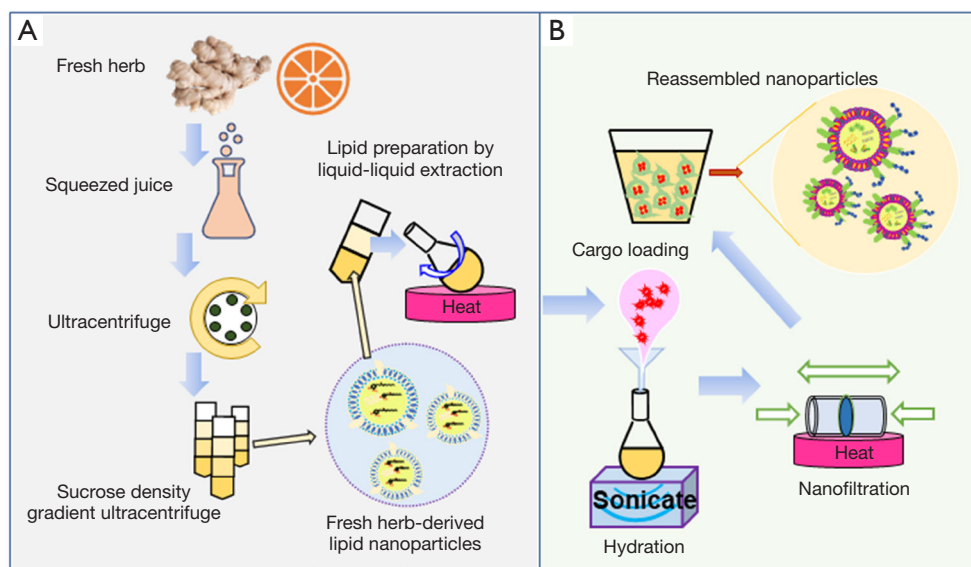 A
Fresh herb
Squeezed juice
Ultracentrifuge
Sucrose density
gradient ultracentrifuge
Lipid preparation by
liquid-liquid extraction
Heat
Fresh herb-derived
lipid nanoparticles
B
Reassembled nanoparticles
Cargo loading
Sonicate
Hydration
Heat
Nanofiltration